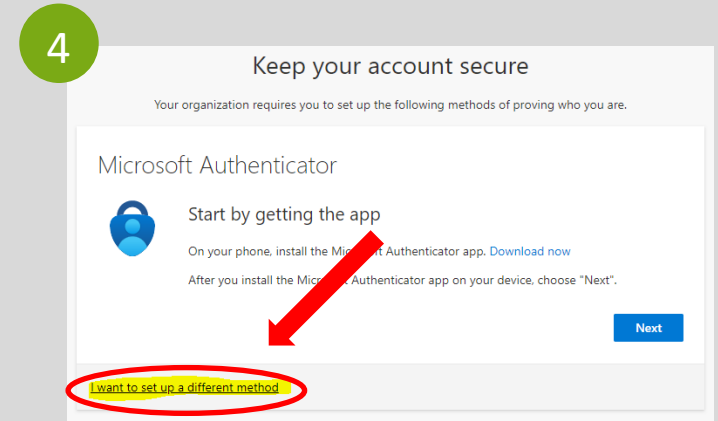 4
Keep your account secure
Your organization requires you to set up the following methods of proving who you are.
Microsoft Authenticator
Start by getting the app
On your phone, install the Microsoft Authenticator app. Download now
After you install the Microsoft Authenticator app on your device, choose "Next".
Next
I want to set up a different method